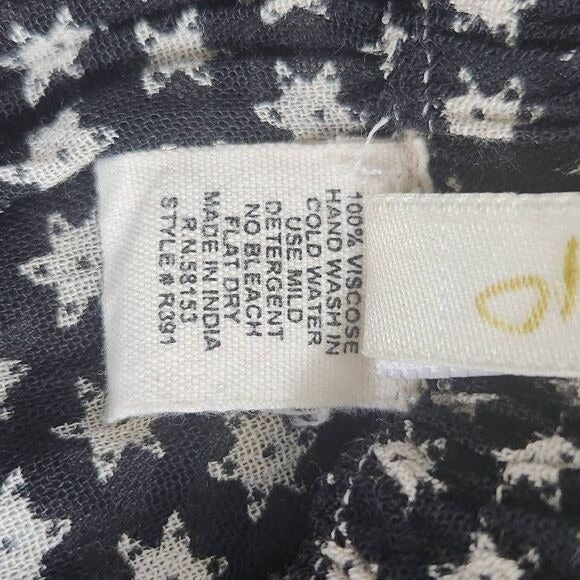 100% VISCOSE
HAND WASH IN
COLD WATER
USE MILD
DETERGENT
NO BLEACH
FLAT DRY
MADE IN INDIA
R N 58153
STYLE # R391